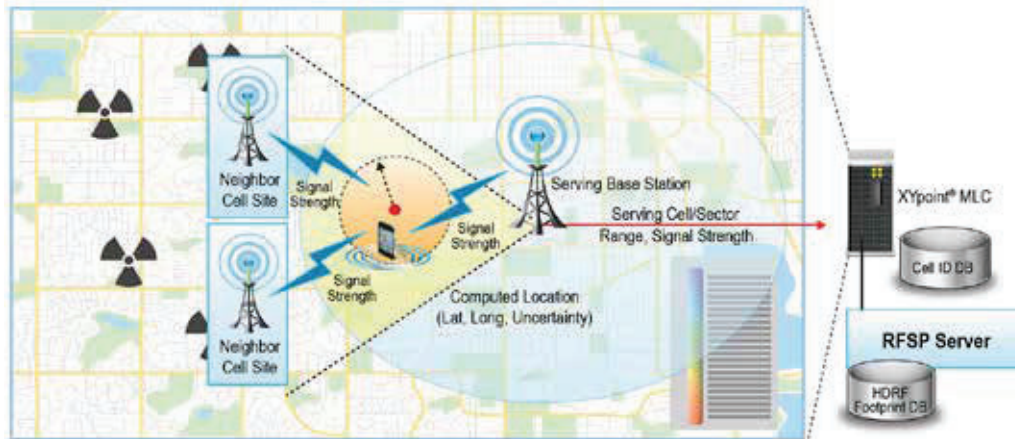 Neighbor
Cell Site
Signal
Strength
Serving Base Station
XYpoint® MLC
Serving Cell/Sector
Range, Signal Strength
Signal
Strength
Cell ID DB
Signal
Strength
Computed Location
(Lat, Long, Uncertainty)
Neighbor
Cell Site
RFSP Server
HDRF
Footprint DB